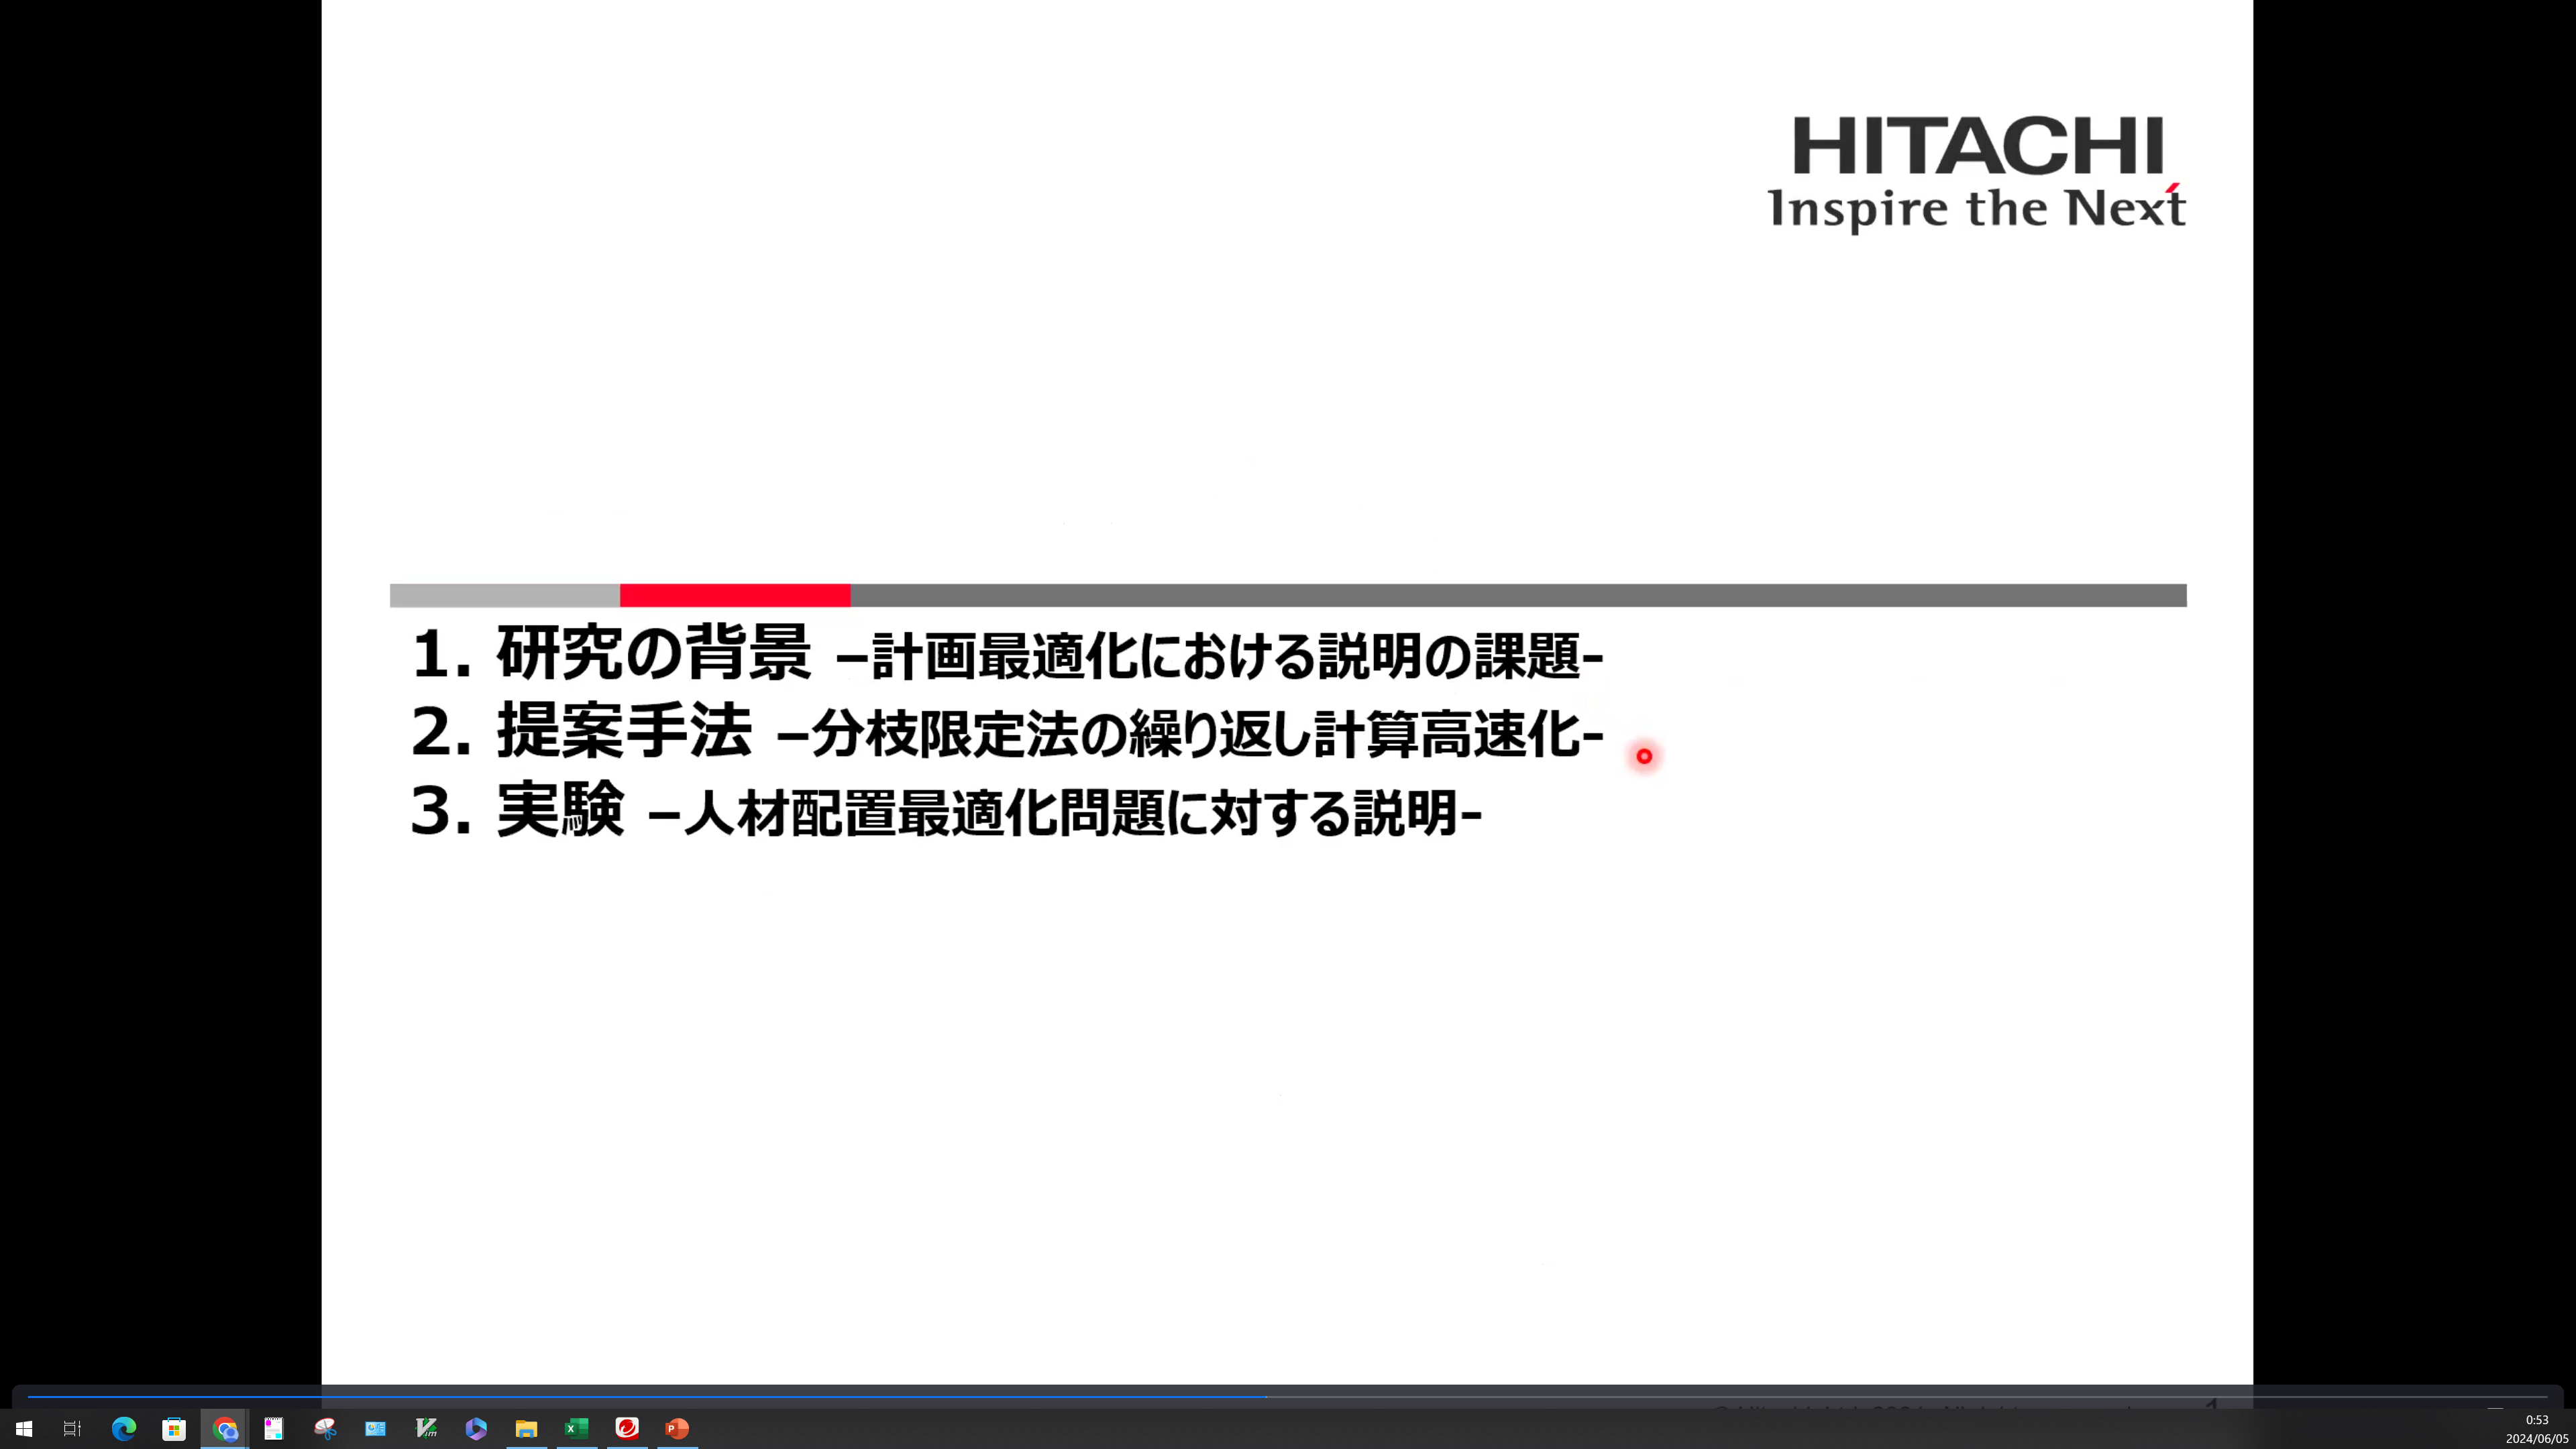 HITACHI
Inspire the Next
1. 研究の背景 –計画最適化における説明の課題-
2. 提案手法 –分枝限定法の繰り返し計算高速化-
3. 実験 –人材配置最適化問題に対する説明-
0:53
2024/06/05